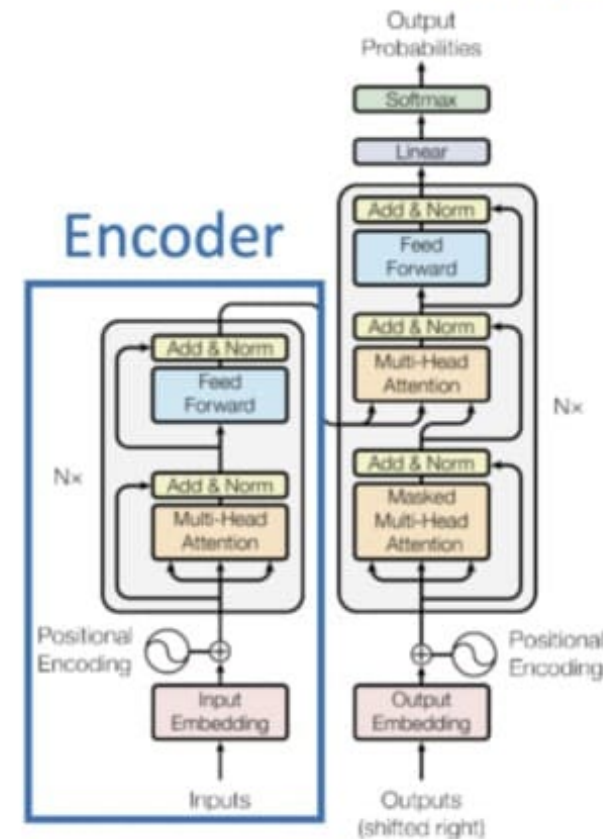 Output
Probabilities
Softmax
Linear
Add & Norm
Feed
Forward
Add & Norm
Multi-Head
Attention
Nx
Add & Norm
Masked
Multi-Head
Attention
Positional
Encoding
Output
Embedding
Outputs
(shifted right)
Encoder
Add & Norm
Feed
Forward
Nx
Add & Norm
Multi-Head
Attention
Positional
Encoding
Input
Embedding
Inputs